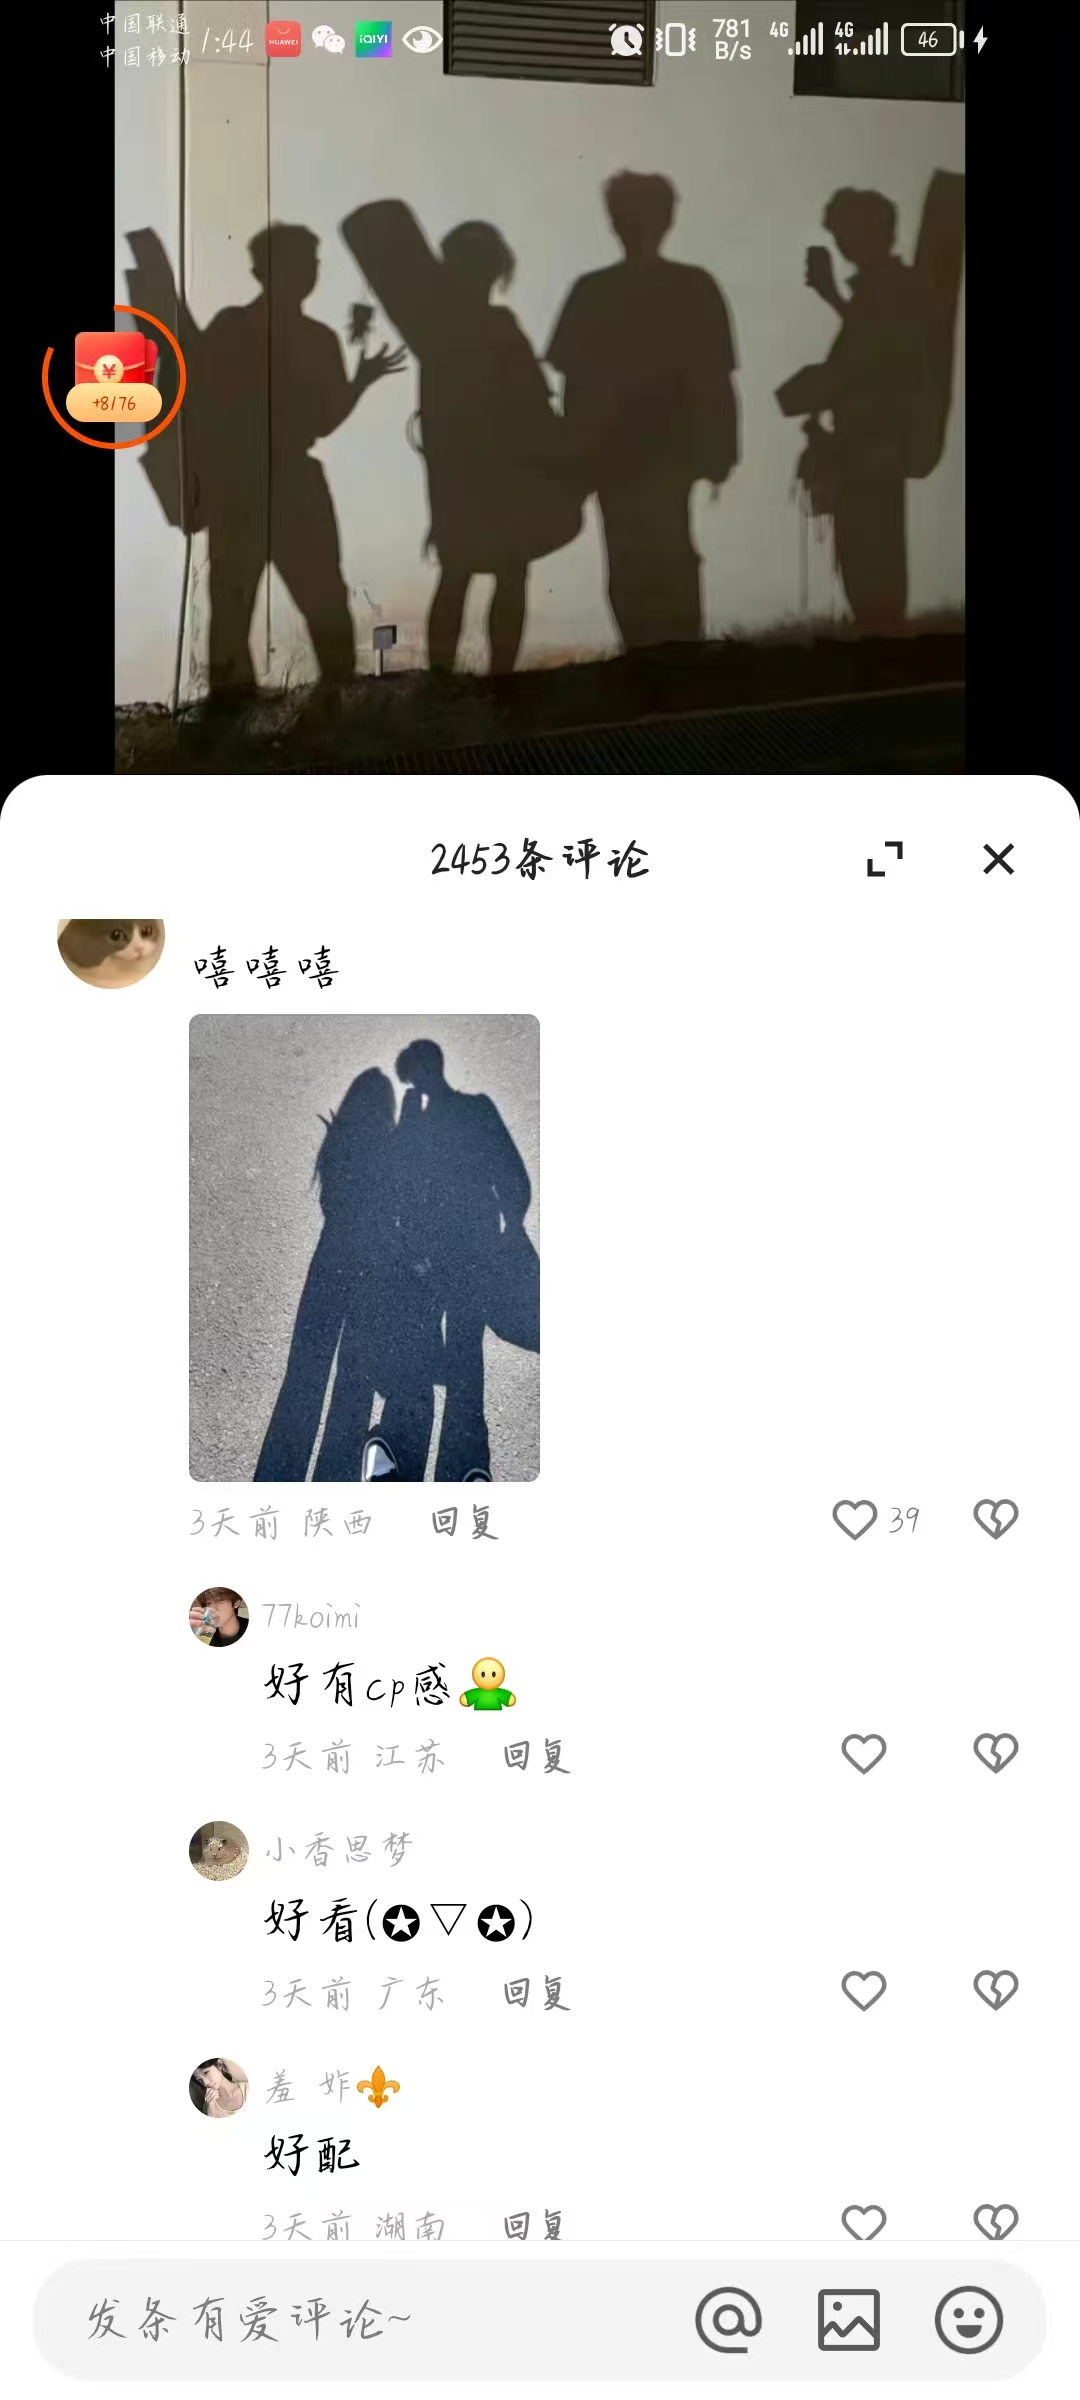 中国联通
中国移动
1:44
HUAWEI
iQIYI
781
B/s
4G
4G
46
¥
+8/76
2453条评论
嘻嘻嘻
3天前 陕西 回复
39
77koimi
好有cp感
3天前 江苏 回复
小香思梦
好看(✪▽✪)
3天前 广东 回复
羞 妰⚜
好配
3天前 湖南 回复
发条有爱评论~